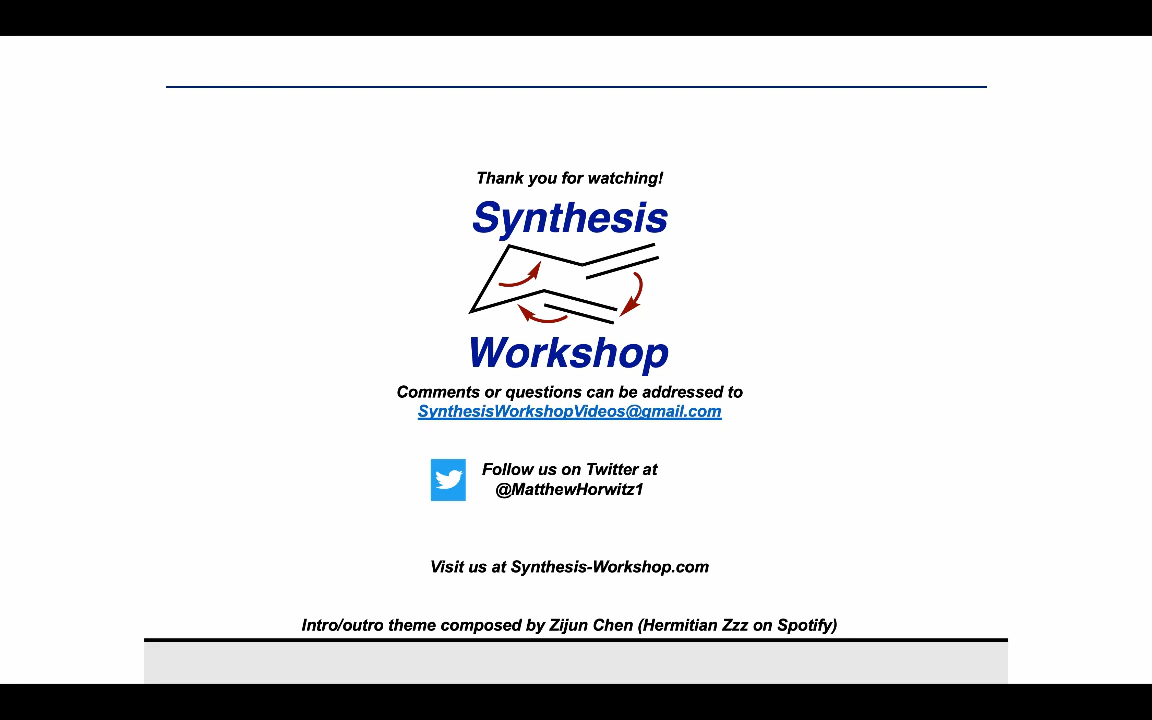 Thank you for watching!
Synthesis
Workshop
Comments or questions can be addressed to
SynthesisWorkshopVideos@gmail.com
Follow us on Twitter at
@MatthewHorwitz1
Visit us at Synthesis-Workshop.com
Intro/outro theme composed by Zijun Chen (Hermitian Zzz on Spotify)